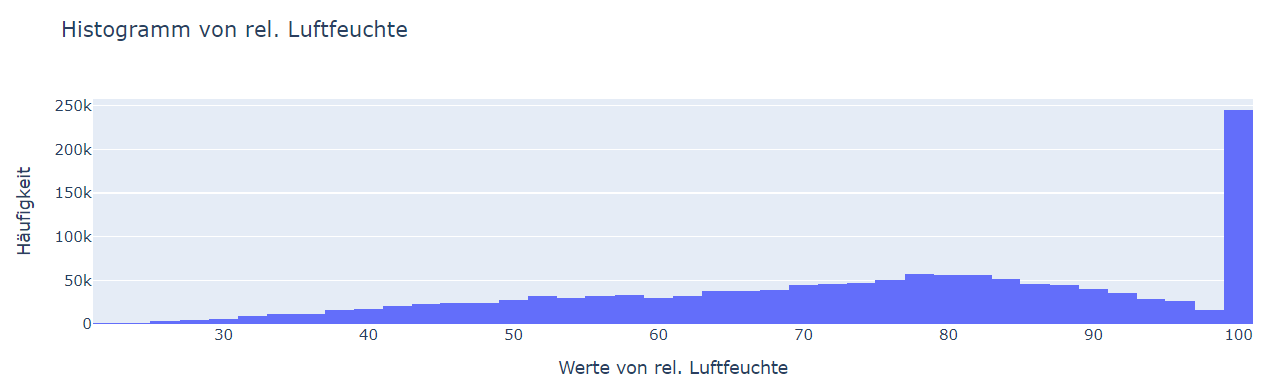 Histogramm von rel. Luftfeuchte
250k
200k
150k
100k
50k
0
Häufigkeit
30 40 50 60 70 80 90 100
Werte von rel. Luftfeuchte